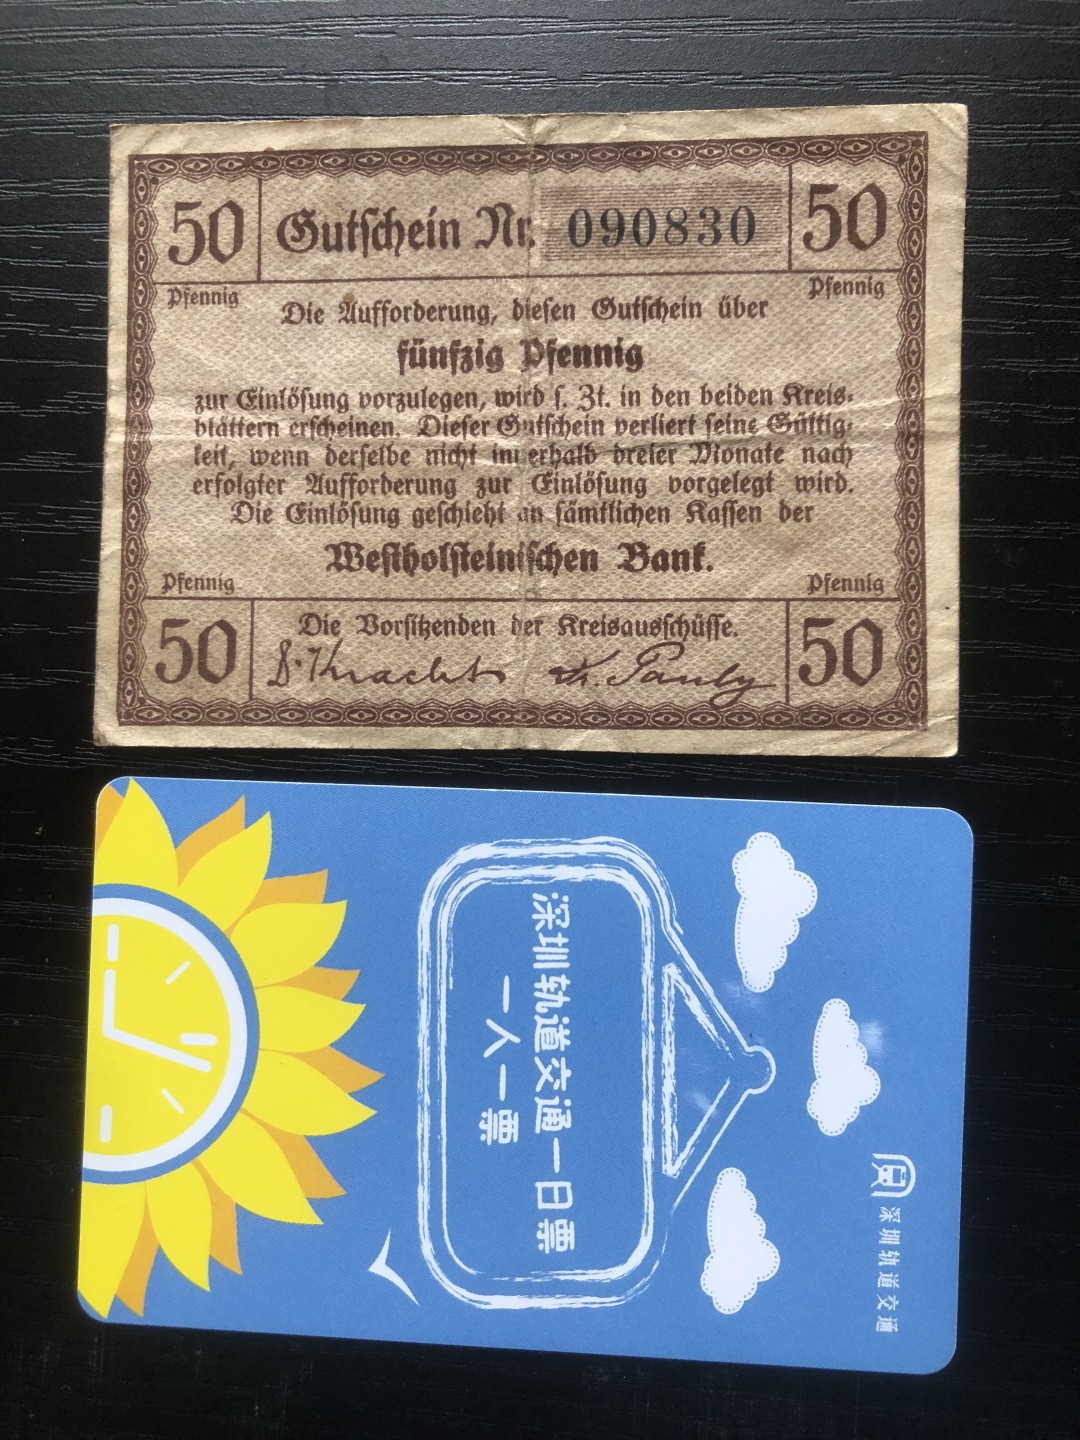 50 Gutschein Nr. 090830 50
Pfennig Pfennig
Die Aufforderung, diesen Gutschein über
fünfzig Pfennig
zur Einlösung vorzulegen, wird s. Zt. in den beiden Kreis-
blättern erscheinen. Dieser Gutschein verliert seine Gültig-
keit, wenn derselbe nicht innerhalb dreier Monate nach
erfolgter Aufforderung zur Einlösung vorgelegt wird.
Die Einlösung geschieht an sämtlichen Kassen der
Westholsteinischen Bank.
Pfennig Pfennig
50 Die Vorsitzenden der Kreisausschüsse. 50
D. Thracht Th. Pauly
深圳轨道交通
深圳轨道交通一日票
一人一票